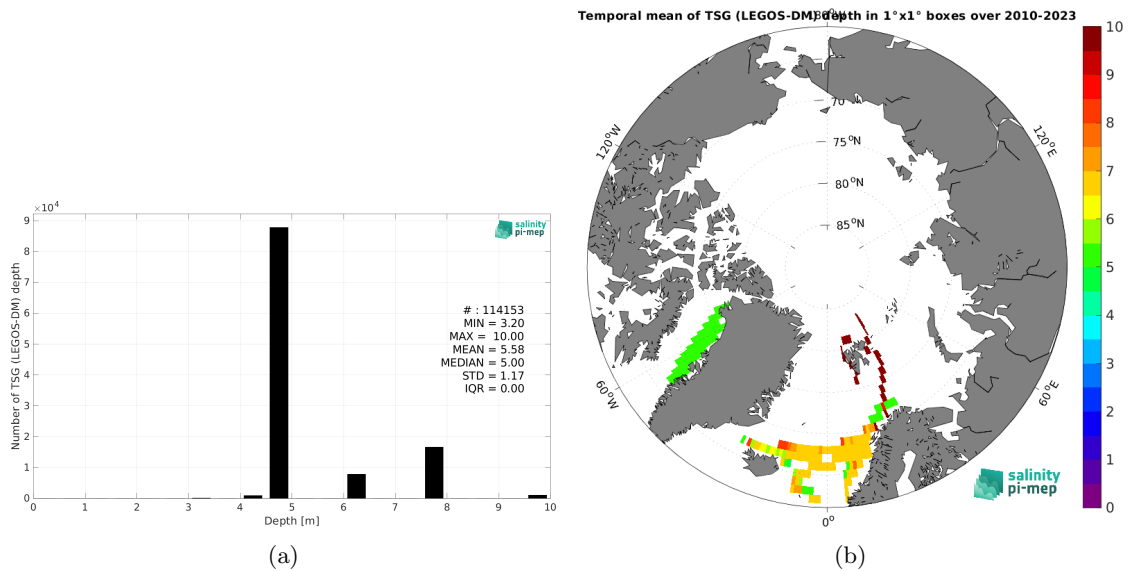 ×10⁴
9
8
7
6
5
4
3
2
1
0
Number of TSG (LEGOS-DM) depth
salinity
pi-mep
# : 114153
MIN = 3.20
MAX = 10.00
MEAN = 5.58
MEDIAN = 5.00
STD = 1.17
IQR = 0.00
0 1 2 3 4 5 6 7 8 9 10
Depth [m]
(a)
Temporal mean of TSG (LEGOS-DM) depth in 1°x1° boxes over 2010-2023
180°W
120°W
120°E
70°N
75°N
80°N
85°N
60°W
60°E
0°
salinity
pi-mep
10
9
8
7
6
5
4
3
2
1
0
(b)